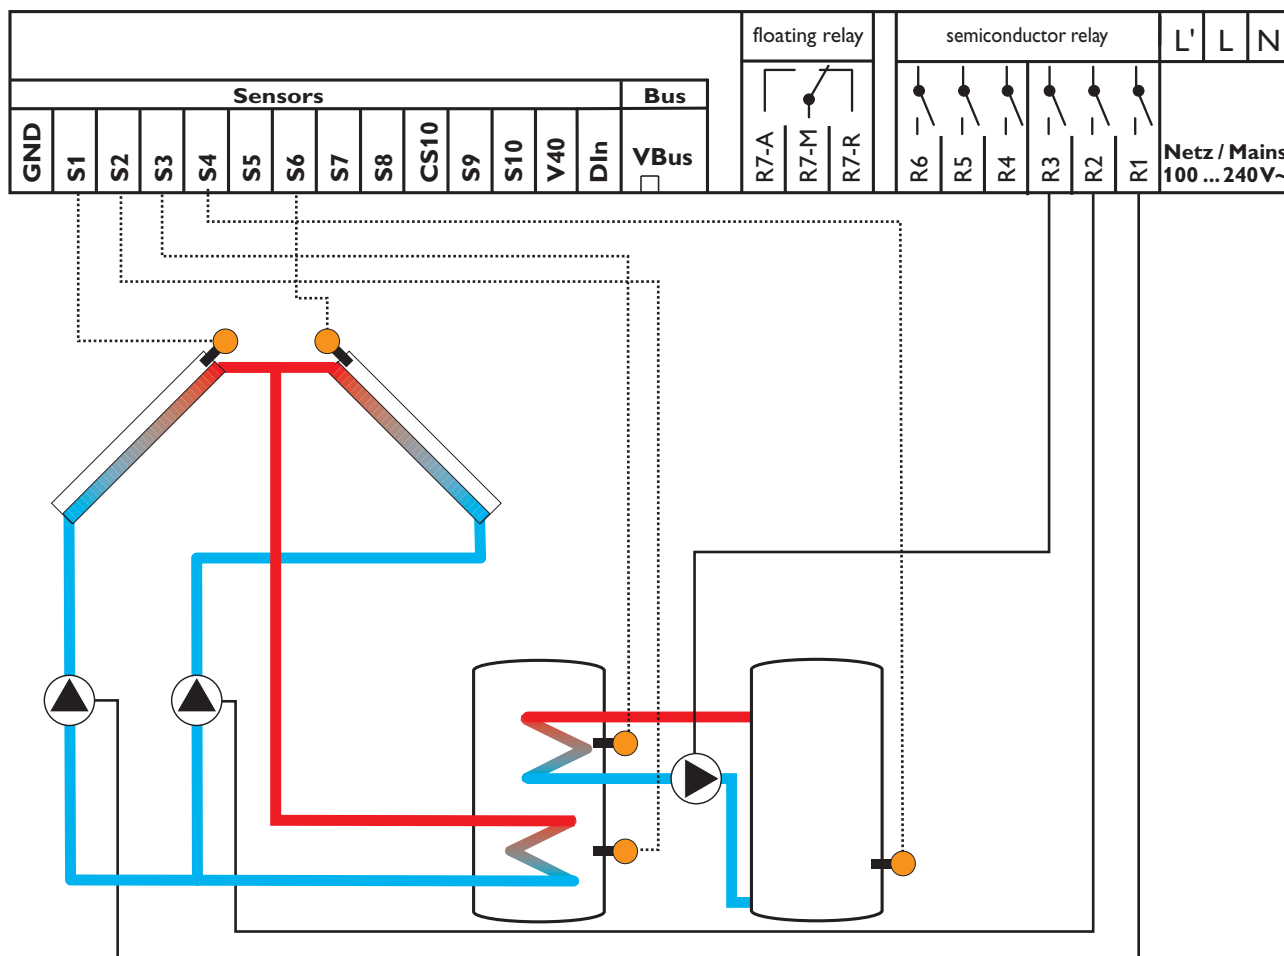 floating relay
semiconductor relay
L'
L
N
Sensors
Bus
GND
S1
S2
S3
S4
S5
S6
S7
S8
CS10
S9
S10
V40
DIn
VBus
R7-A
R7-M
R7-R
R6
R5
R4
R3
R2
R1
Netz / Mains
100 ... 240 V~